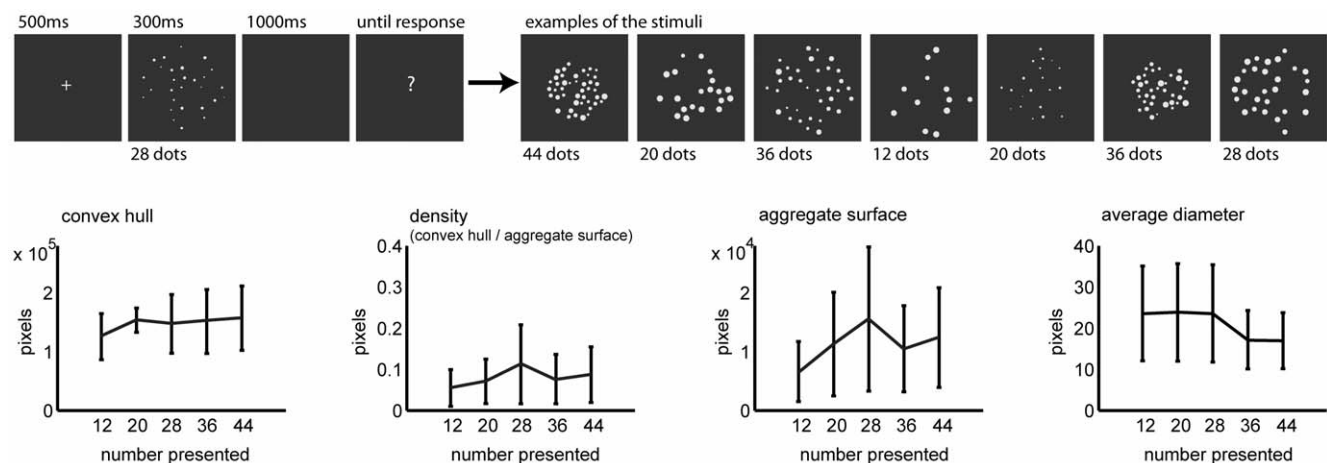 500ms 300ms 1000ms until response examples of the stimuli
+ ?
28 dots 44 dots 20 dots 36 dots 12 dots 20 dots 36 dots 28 dots
convex hull
x 10^5
2
1
0
pixels
12 20 28 36 44
number presented
density
(convex hull / aggregate surface)
0.4
0.3
0.2
0.1
0
pixels
12 20 28 36 44
number presented
aggregate surface
x 10^4
2
1
0
pixels
12 20 28 36 44
number presented
average diameter
40
30
20
10
0
pixels
12 20 28 36 44
number presented